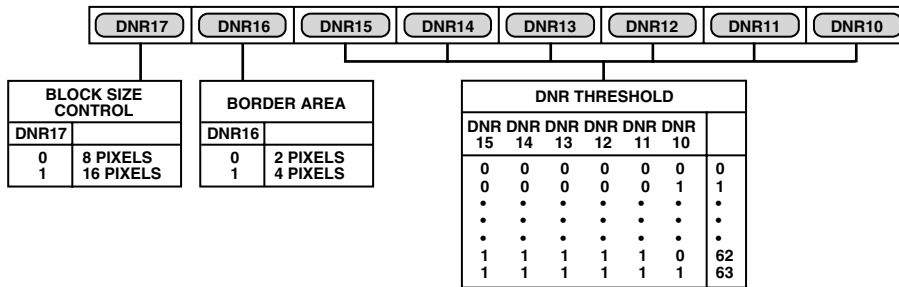 DNR17 DNR16 DNR15 DNR14 DNR13 DNR12 DNR11 DNR10
BLOCK SIZE
CONTROL
DNR17
0 8 PIXELS
1 16 PIXELS
BORDER AREA
DNR16
0 2 PIXELS
1 4 PIXELS
DNR THRESHOLD
DNR DNR DNR DNR DNR DNR
15 14 13 12 11 10
0 0 0 0 0 0 0
0 0 0 0 0 1 1
• • • • • • •
• • • • • • •
• • • • • • •
1 1 1 1 1 0 62
1 1 1 1 1 1 63